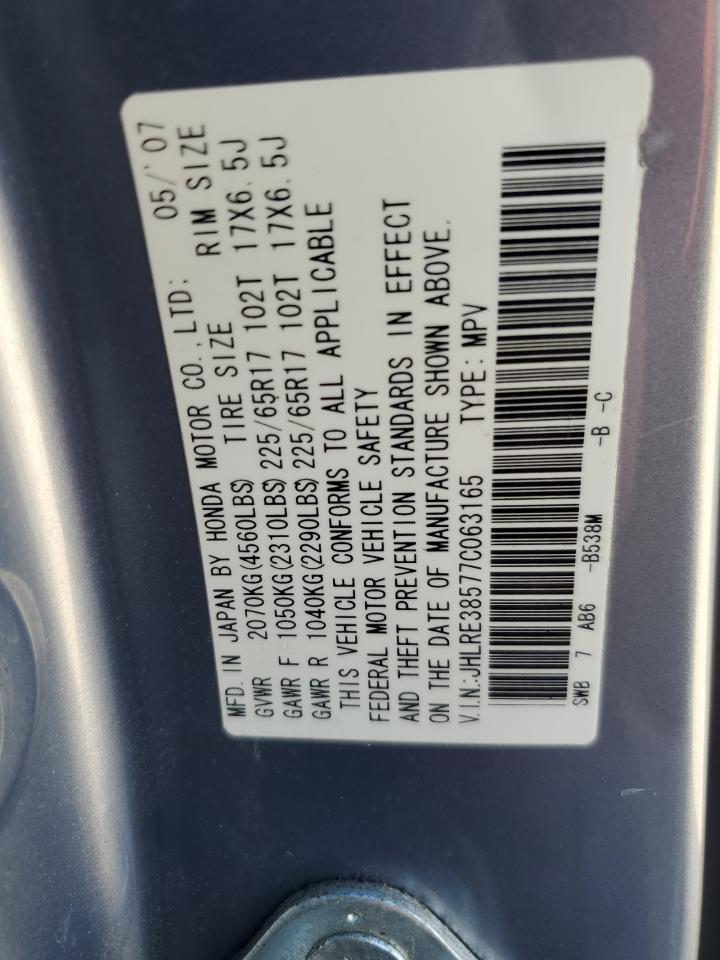 MFD. IN JAPAN BY HONDA MOTOR CO., LTD: 05/'07
GVWR 2070KG(4560LBS) TIRE SIZE RIM SIZE
GAWR F 1050KG(2310LBS) 225/65R17 102T 17X6.5J
GAWR R 1040KG(2290LBS) 225/65R17 102T 17X6.5J
THIS VEHICLE CONFORMS TO ALL APPLICABLE
FEDERAL MOTOR VEHICLE SAFETY
AND THEFT PREVENTION STANDARDS IN EFFECT
ON THE DATE OF MANUFACTURE SHOWN ABOVE.
V.I.N.:JHLRE38577C063165 TYPE: MPV
SWB 7 AB6 -B538M -B -C